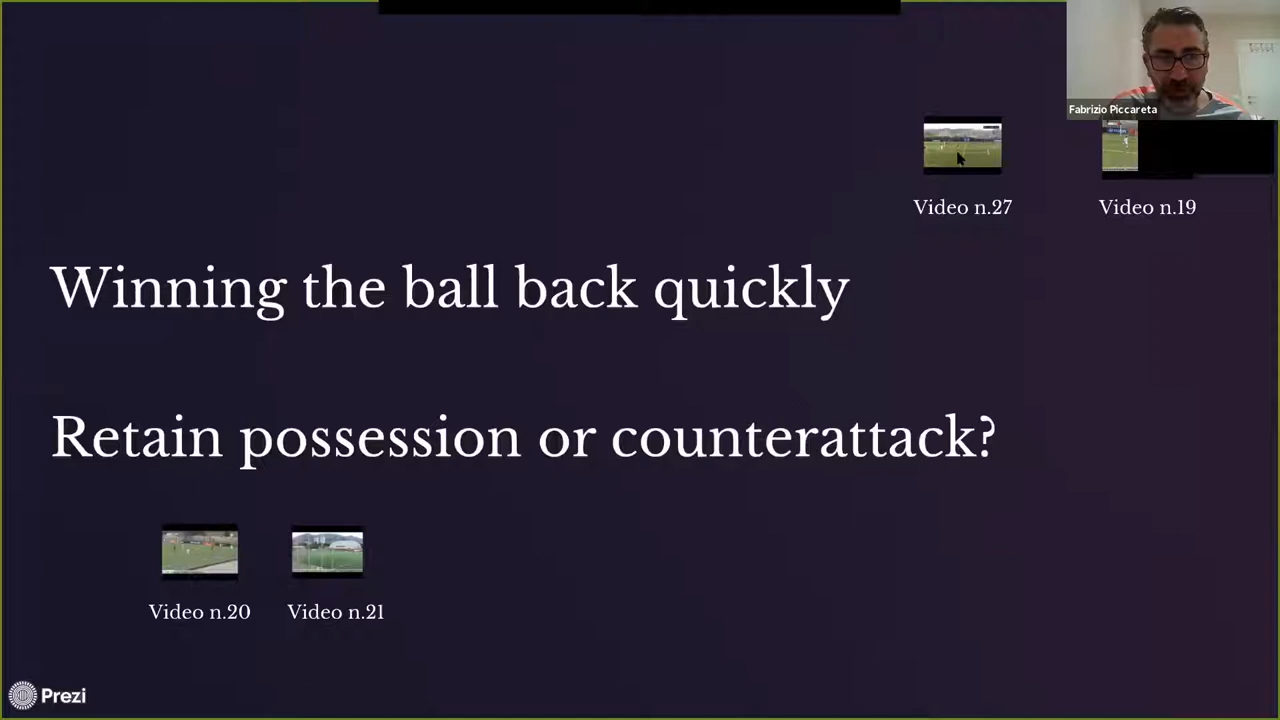 Fabrizio Piccareta
Video n.27
Video n.19
Winning the ball back quickly
Retain possession or counterattack?
Video n.20
Video n.21
Prezi